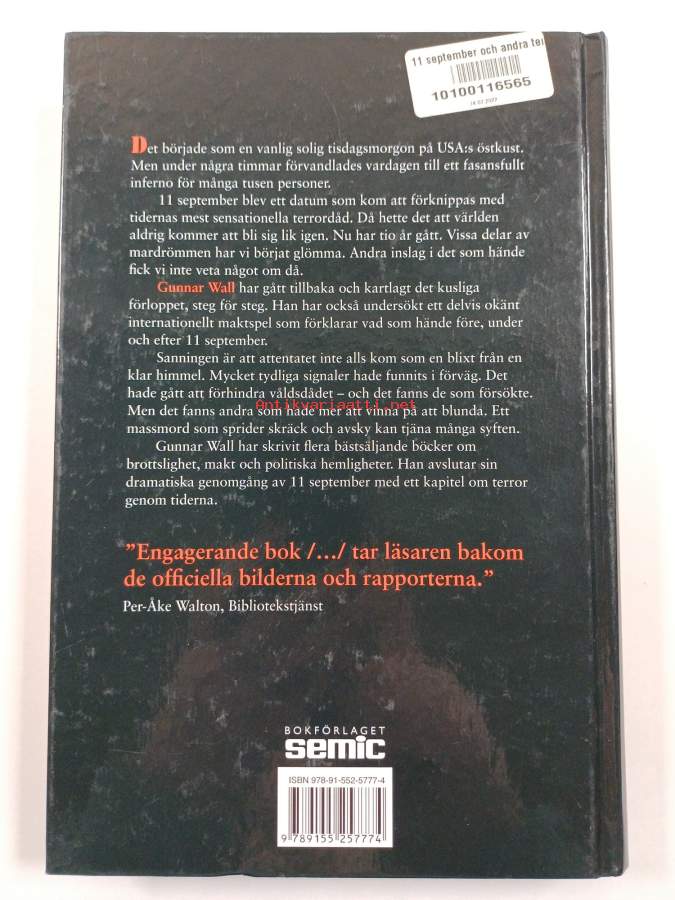 11 september och andra ter
10100116565
Det började som en vanlig solig tisdagsmorgon på USA:s östkust.
Men under några timmar förvandlades vardagen till ett fasansfullt
inferno för många tusen personer.
11 september blev ett datum som kom att förknippas med
tidernas mest sensationella terrordåd. Då hette det att världen
aldrig kommer att bli sig lik igen. Nu har tio år gått. Vissa delar av
mardrömmen har vi börjat glömma. Andra inslag i det som hände
fick vi inte veta något om då.
Gunnar Wall har gått tillbaka och kartlagt det kusliga
förloppet, steg för steg. Han har också undersökt ett delvis okänt
internationellt maktspel som förklarar vad som hände före, under
och efter 11 september.
Sanningen är att attentatet inte alls kom som en blixt från en
klar himmel. Mycket tydliga signaler hade funnits i förväg. Det
hade gått att förhindra våldsdådet – och det fanns de som försökte.
Antikvariaatti.net
Men det fanns andra som hade mer att vinna på att blunda. Ett
massmord som sprider skräck och avsky kan tjäna många syften.
Gunnar Wall har skrivit flera bästsäljande böcker om
brottslighet, makt och politiska hemligheter. Han avslutar sin
dramatiska genomgång av 11 september med ett kapitel om terror
genom tiderna.
”Engagerande bok /…/ tar läsaren bakom
de officiella bilderna och rapporterna.”
Per-Åke Walton, Bibliotekstjänst
BOKFÖRLAGET
semic
ISBN 978-91-552-5777-4
9 789155 257774